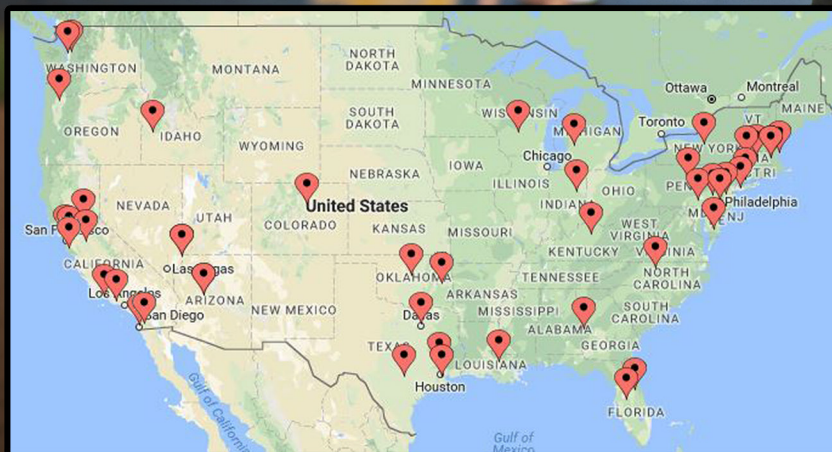 Ottawa
Montreal
MAINE
WASHINGTON
MONTANA
NORTH
DAKOTA
MINNESOTA
VT
Toronto
OREGON
IDAHO
SOUTH
DAKOTA
WISCONSIN
MICHIGAN
NEW YORK
WYOMING
Chicago
IOWA
NEBRASKA
ILLINOIS
INDIANA
OHIO
Philadelphia
NEVADA
UTAH
COLORADO
United States
KANSAS
MISSOURI
WEST
VIRGINIA
NJ
KENTUCKY
VIRGINIA
CALIFORNIA
Las Vegas
OKLAHOMA
TENNESSEE
NORTH
CAROLINA
Los Angeles
ARIZONA
NEW MEXICO
ARKANSAS
MISSISSIPPI
SOUTH
CAROLINA
San Diego
Dallas
ALABAMA
GEORGIA
TEXAS
LOUISIANA
Houston
Gulf of California
FLORIDA
Gulf of
Mexico